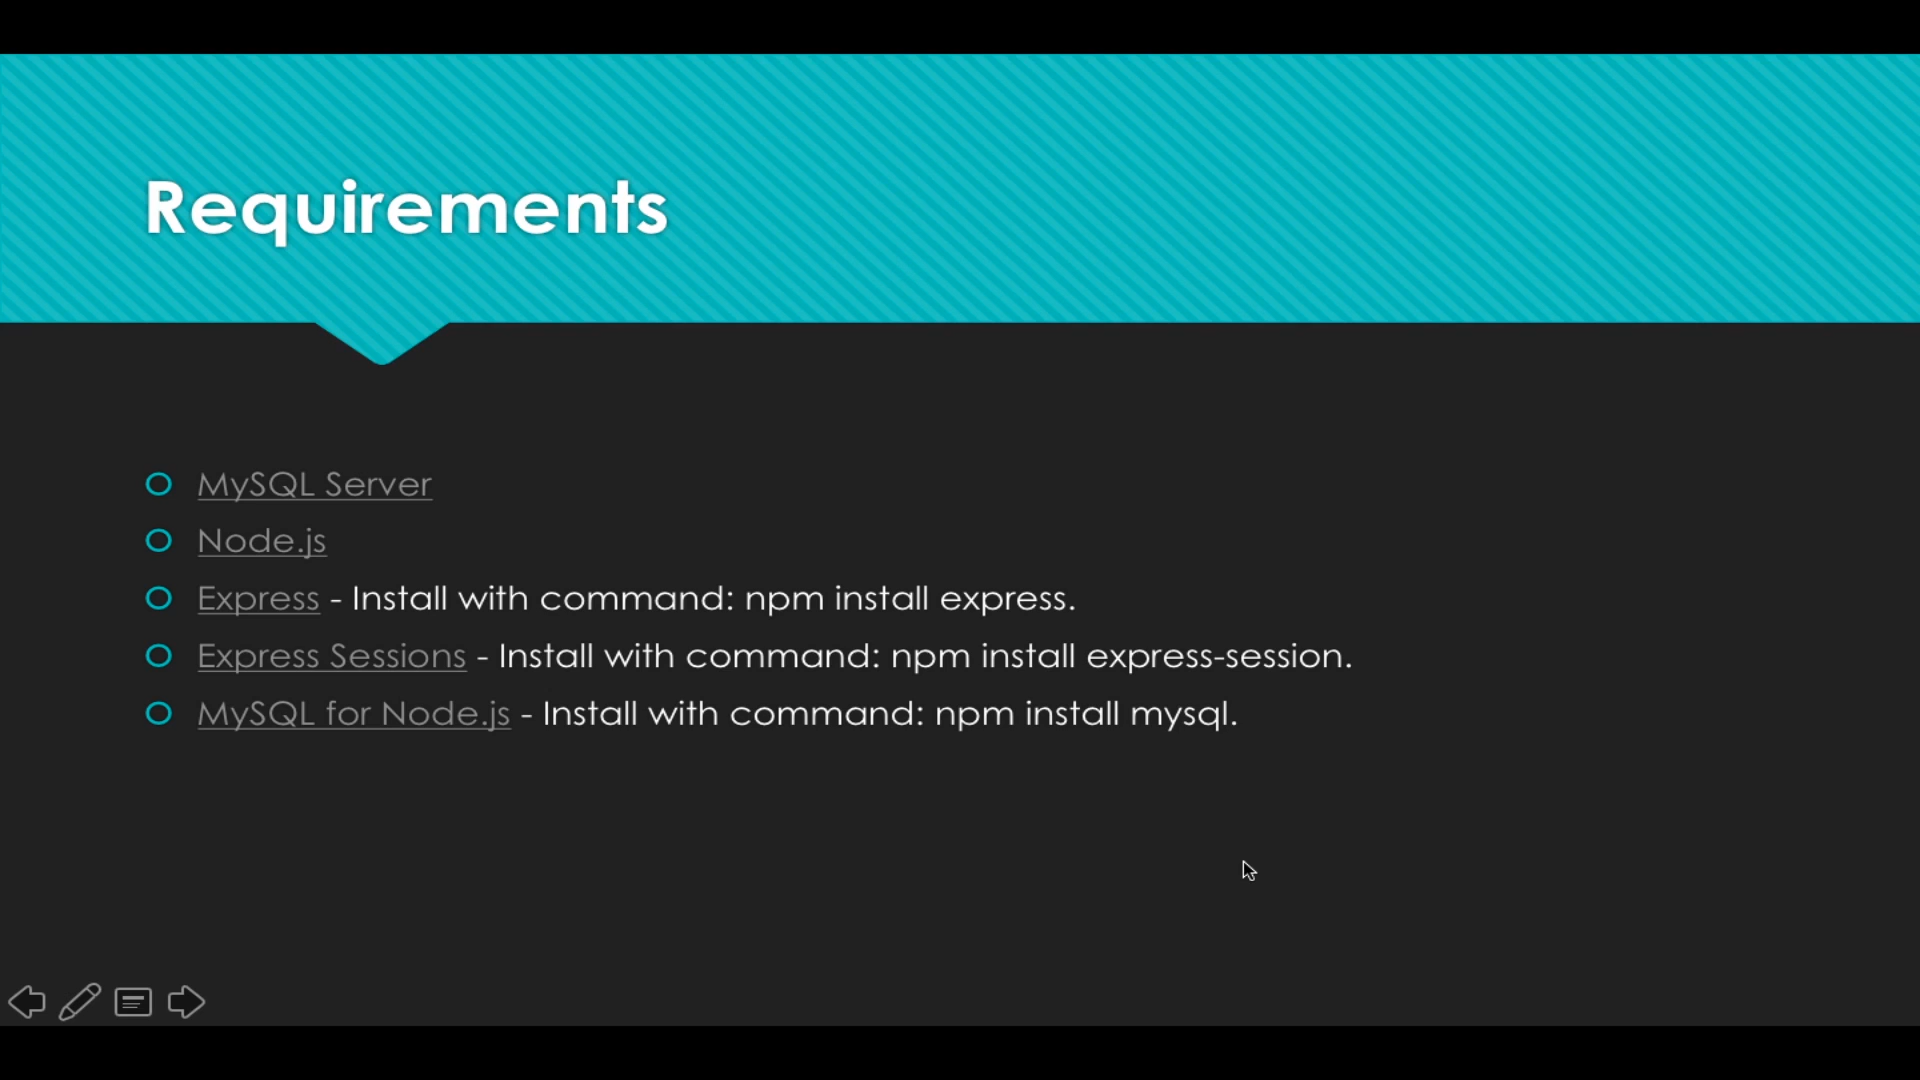 Requirements
MySQL Server
Node.js
Express - Install with command: npm install express.
Express Sessions - Install with command: npm install express-session.
MySQL for Node.js - Install with command: npm install mysql.